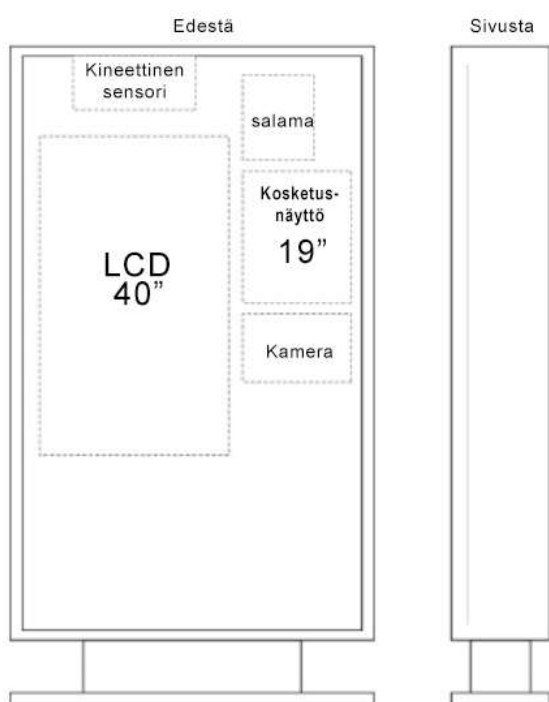 Edestä
Sivusta
Kineettinen
sensori
salama
Kosketus-
näyttö
19”
LCD
40”
Kamera